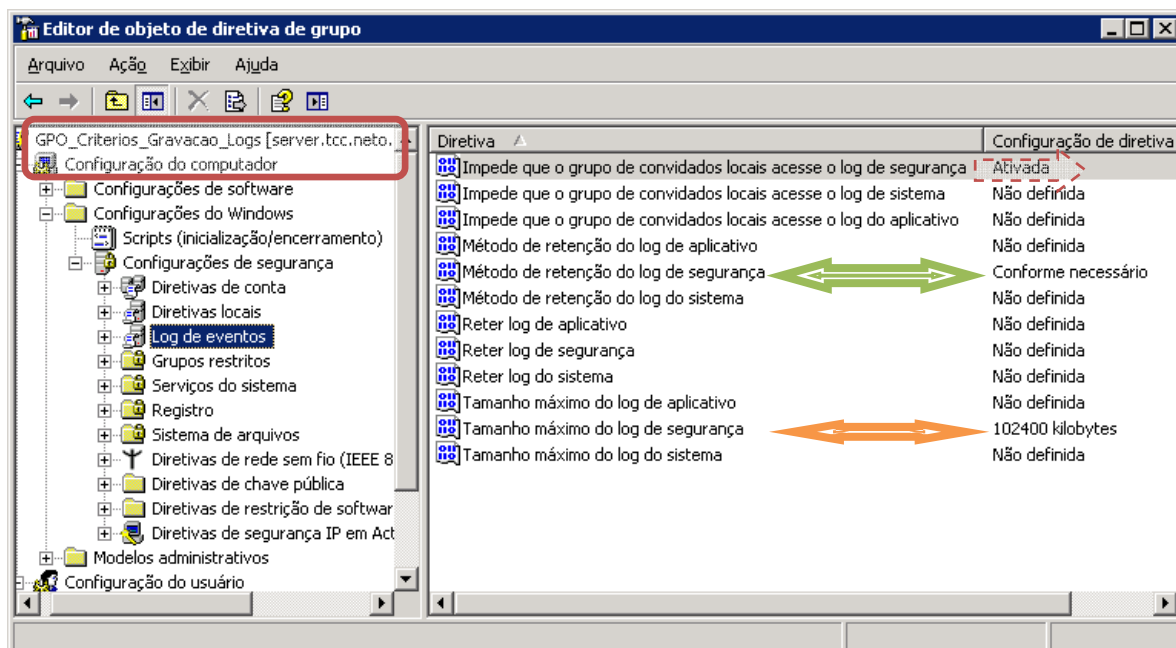 Editor de objeto de diretiva de grupo
Arquivo Ação Exibir Ajuda
GPO_Criterios_Gravacao_Logs [server.tcc.neto.
Configuração do computador
Configurações de software
Configurações do Windows
Scripts (inicialização/encerramento)
Configurações de segurança
Diretivas de conta
Diretivas locais
Log de eventos
Grupos restritos
Serviços do sistema
Registro
Sistema de arquivos
Diretivas de rede sem fio (IEEE 8
Diretivas de chave pública
Diretivas de restrição de softwar
Diretivas de segurança IP em Act
Modelos administrativos
Configuração do usuário
Diretiva Configuração de diretiva
Impede que o grupo de convidados locais acesse o log de segurança Ativada
Impede que o grupo de convidados locais acesse o log de sistema Não definida
Impede que o grupo de convidados locais acesse o log do aplicativo Não definida
Método de retenção do log de aplicativo Não definida
Método de retenção do log de segurança Conforme necessário
Método de retenção do log do sistema Não definida
Reter log de aplicativo Não definida
Reter log de segurança Não definida
Reter log do sistema Não definida
Tamanho máximo do log de aplicativo Não definida
Tamanho máximo do log de segurança 102400 kilobytes
Tamanho máximo do log do sistema Não definida